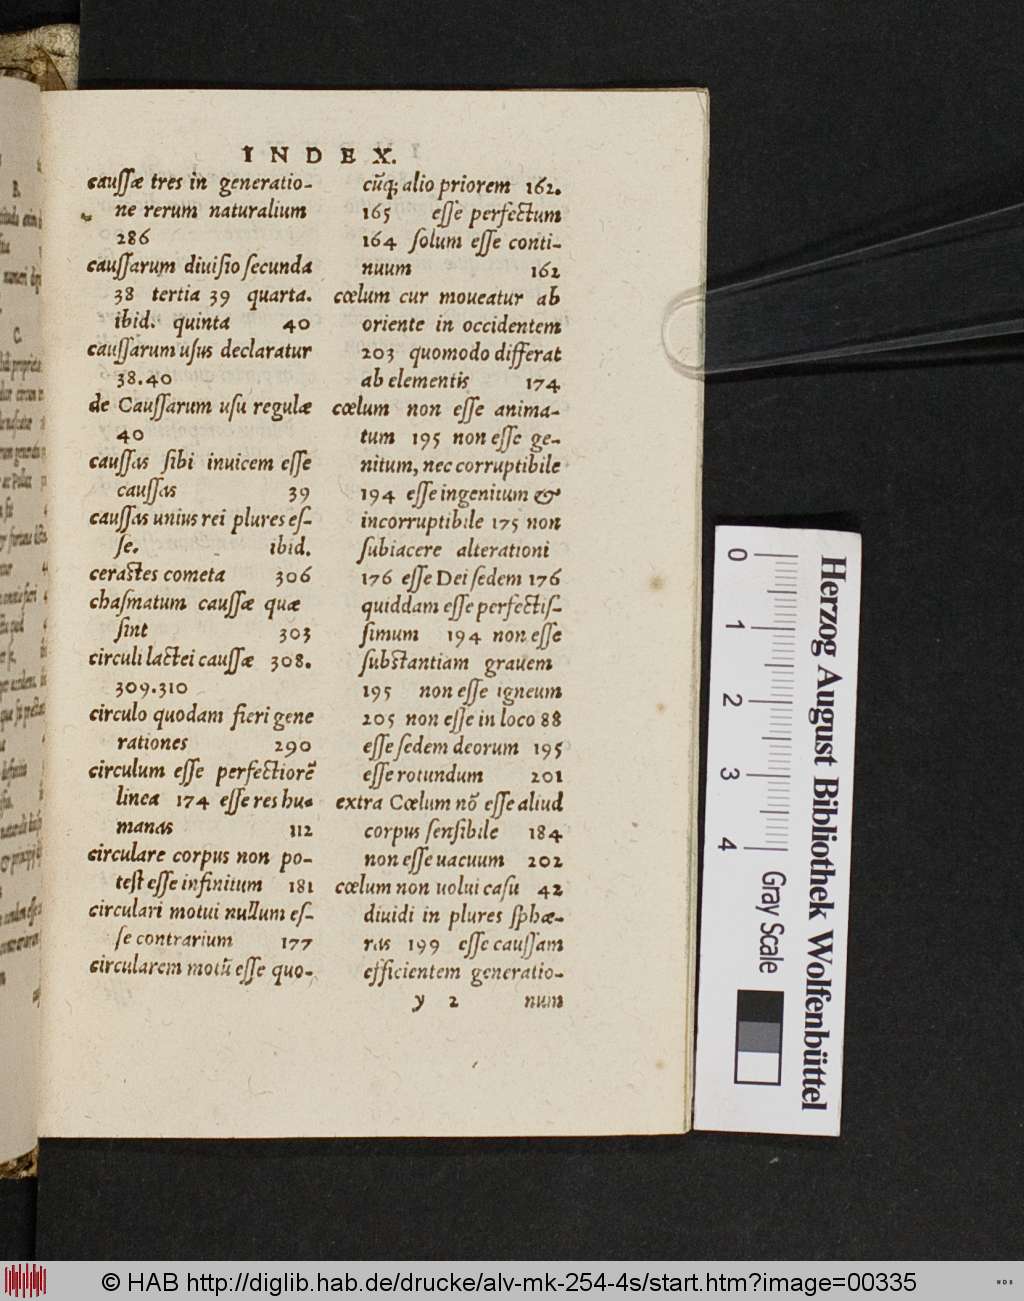 INDEX.
caussæ tres in generatio-
ne rerum naturalium
286
caussarum diuisio secunda
38 tertia 39 quarta.
ibid. quinta 40
caussarum usus declaratur
38.40
de Caussarum usu regulæ
40
caussas sibi inuicem esse
caussas 39
caussas unius rei plures es-
se. ibid.
cerastes cometa 306
chasmatum caussæ quæ
sint 303
circuli lactei caussæ 308.
309.310
circulo quodam fieri gene
rationes 290
circulum esse perfectiorẽ
linea 174 esse res hu-
manas 112
circulare corpus non po-
test esse infinitum 181
circulari motui nullum es-
se contrarium 177
circularem motũ esse quo-
cũq; alio priorem 162.
165 esse perfectum
164 solum esse conti-
nuum 162
cœlum cur moueatur ab
oriente in occidentem
203 quomodo differat
ab elementis 174
cœlum non esse anima-
tum 195 non esse ge-
nitum, nec corruptibile
194 esse ingenitum &
incorruptibile 175 non
subiacere alterationi
176 esse Dei sedem 176
quiddam esse perfectis-
simum 194 non esse
substantiam grauem
195 non esse igneum
205 non esse in loco 88
esse sedem deorum 195
esse rotundum 201
extra Cœlum nõ esse aliud
corpus sensibile 184
non esse uacuum 202
cœlum non uolui casu 42
diuidi in plures sphæ-
ras 199 esse caussam
efficientem generatio-
y 2 num
0 1 2 3 4
Gray Scale
Herzog August Bibliothek Wolfenbüttel
© HAB http://diglib.hab.de/drucke/alv-mk-254-4s/start.htm?image=00335